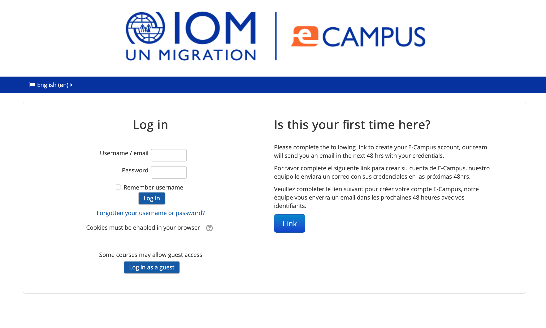 IOM
UN MIGRATION
e CAMPUS
English (en)
Log in
Username / email
Password
Remember username
Log in
Forgotten your username or password?
Cookies must be enabled in your browser
Some courses may allow guest access
Log in as a guest
Is this your first time here?
Please complete the following link to create your E-Campus account, our team
will send you an email in the next 48 hrs with your credentials.
Por favor complete el siguiente link para crear su cuenta de E-Campus, nuestro
equipo le enviara un correo con sus credenciales en las próximas 48 hrs.
Veuillez compléter le lien suivant pour créer votre compte E-Campus, notre
équipe vous enverra un email dans les prochaines 48 heures avec vos
identifiants.
Link